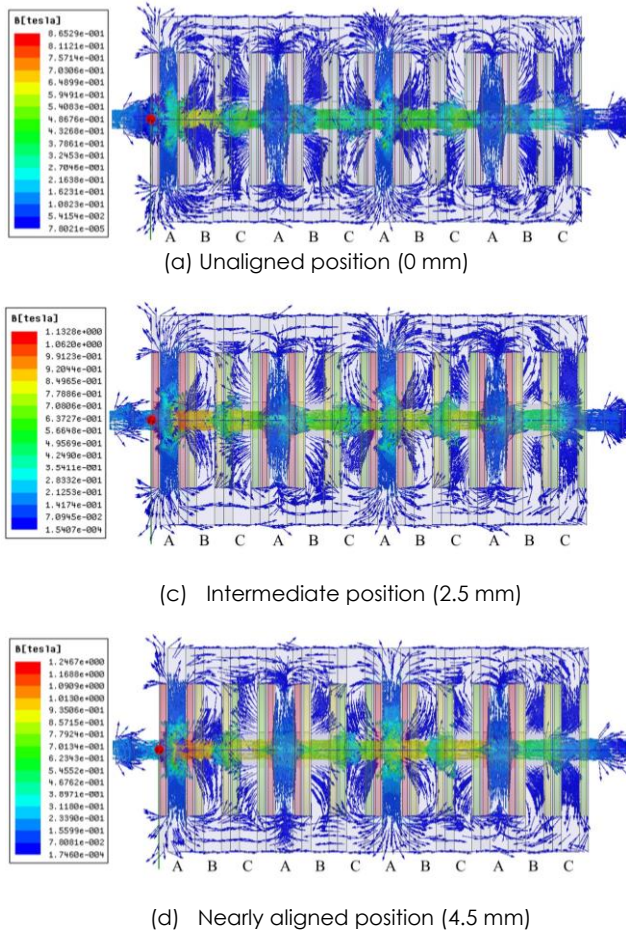 B[tesla]
8.6529e-001
8.1121e-001
7.5714e-001
7.0306e-001
6.4899e-001
5.9491e-001
5.4083e-001
4.8676e-001
4.3268e-001
3.7861e-001
3.2453e-001
2.7046e-001
2.1638e-001
1.6231e-001
1.0823e-001
5.4154e-002
7.8021e-005
A B C A B C A B C A B C
(a) Unaligned position (0 mm)
B[tesla]
1.1328e+000
1.0620e+000
9.9123e-001
9.2044e-001
8.4965e-001
7.7886e-001
7.0806e-001
6.3727e-001
5.6648e-001
4.9569e-001
4.2490e-001
3.5411e-001
2.8332e-001
2.1253e-001
1.4174e-001
7.0945e-002
1.5407e-004
A B C A B C A B C A B C
(c) Intermediate position (2.5 mm)
B[tesla]
1.2467e+000
1.1688e+000
1.0909e+000
1.0130e+000
9.3506e-001
8.5715e-001
7.7924e-001
7.0134e-001
6.2343e-001
5.4552e-001
4.6762e-001
3.8971e-001
3.1180e-001
2.3390e-001
1.5599e-001
7.8081e-002
1.7460e-004
A B C A B C A B C A B C
(d) Nearly aligned position (4.5 mm)